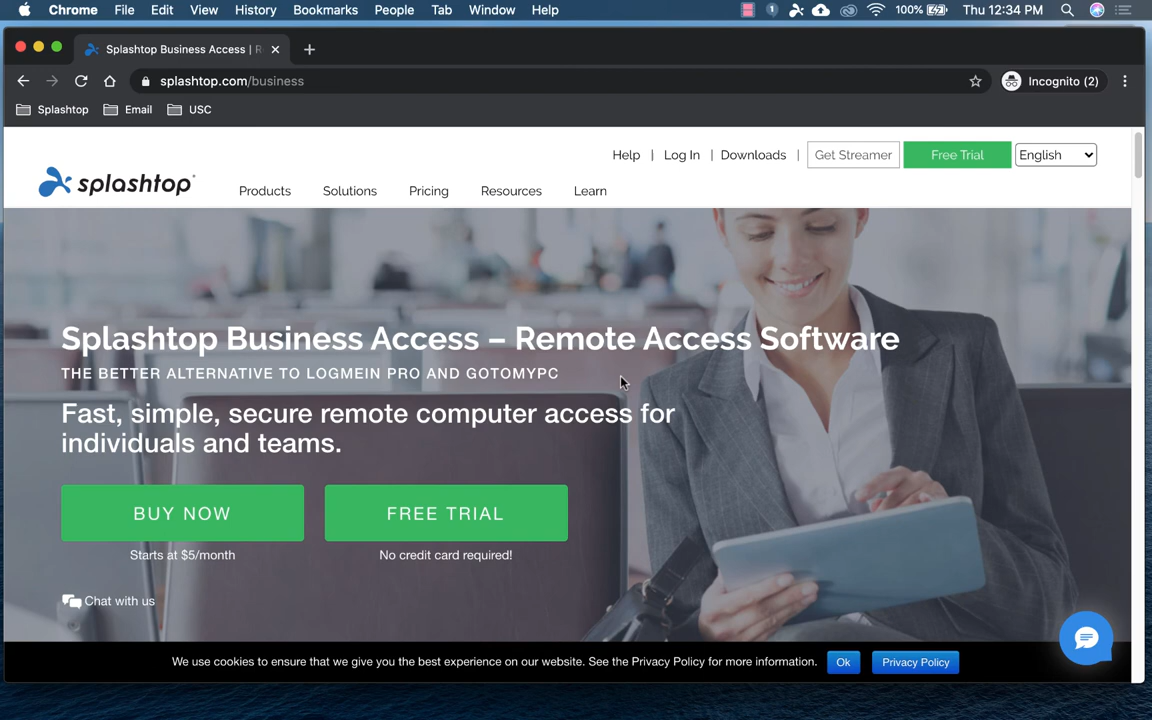 Chrome File Edit View History Bookmarks People Tab Window Help 1 100% Thu 12:34 PM
Splashtop Business Access | R
splashtop.com/business Incognito (2)
Splashtop Email USC
Help | Log In | Downloads | Get Streamer Free Trial English
splashtop
Products Solutions Pricing Resources Learn
Splashtop Business Access – Remote Access Software
THE BETTER ALTERNATIVE TO LOGMEIN PRO AND GOTOMYPC
Fast, simple, secure remote computer access for
individuals and teams.
BUY NOW FREE TRIAL
Starts at $5/month No credit card required!
Chat with us
We use cookies to ensure that we give you the best experience on our website. See the Privacy Policy for more information. Ok Privacy Policy